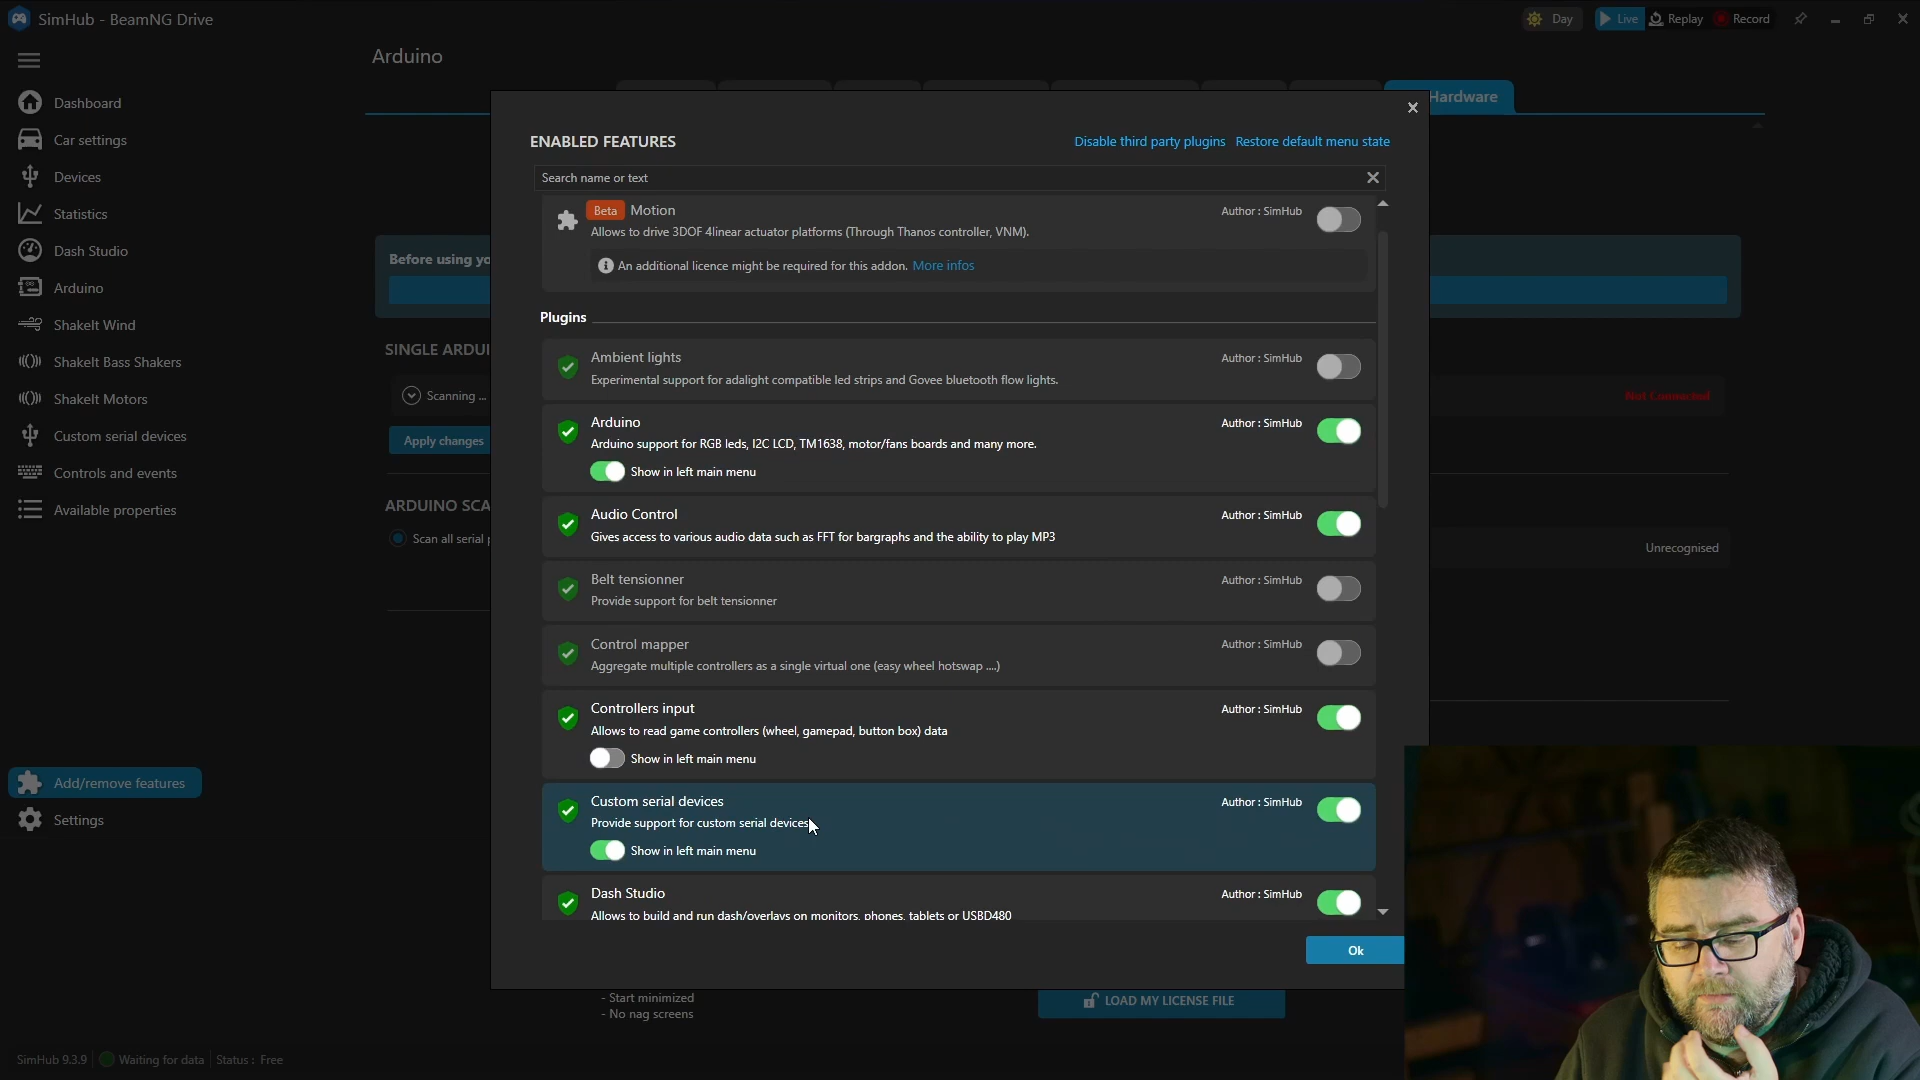 SimHub - BeamNG Drive
Day
Live
Replay
Record
Arduino
Dashboard
Car settings
Devices
Statistics
Dash Studio
Arduino
ShakeIt Wind
ShakeIt Bass Shakers
ShakeIt Motors
Custom serial devices
Controls and events
Available properties
Add/remove features
Settings
Hardware
Before using yo
SINGLE ARDUI
Scanning ...
Not Connected
Apply changes
ARDUINO SCA
Scan all serial p
Unrecognised
ENABLED FEATURES
Disable third party plugins
Restore default menu state
Search name or text
Beta Motion
Author : SimHub
Allows to drive 3DOF 4linear actuator platforms (Through Thanos controller, VNM).
An additional licence might be required for this addon. More infos
Plugins
Ambient lights
Author : SimHub
Experimental support for adalight compatible led strips and Govee bluetooth flow lights.
Arduino
Author : SimHub
Arduino support for RGB leds, I2C LCD, TM1638, motor/fans boards and many more.
Show in left main menu
Audio Control
Author : SimHub
Gives access to various audio data such as FFT for bargraphs and the ability to play MP3
Belt tensionner
Author : SimHub
Provide support for belt tensionner
Control mapper
Author : SimHub
Aggregate multiple controllers as a single virtual one (easy wheel hotswap ....)
Controllers input
Author : SimHub
Allows to read game controllers (wheel, gamepad, button box) data
Show in left main menu
Custom serial devices
Author : SimHub
Provide support for custom serial devices
Show in left main menu
Dash Studio
Author : SimHub
Allows to build and run dash/overlays on monitors, phones, tablets or USBD480
Ok
- Start minimized
- No nag screens
LOAD MY LICENSE FILE
SimHub 9.3.9
Waiting for data
Status : Free